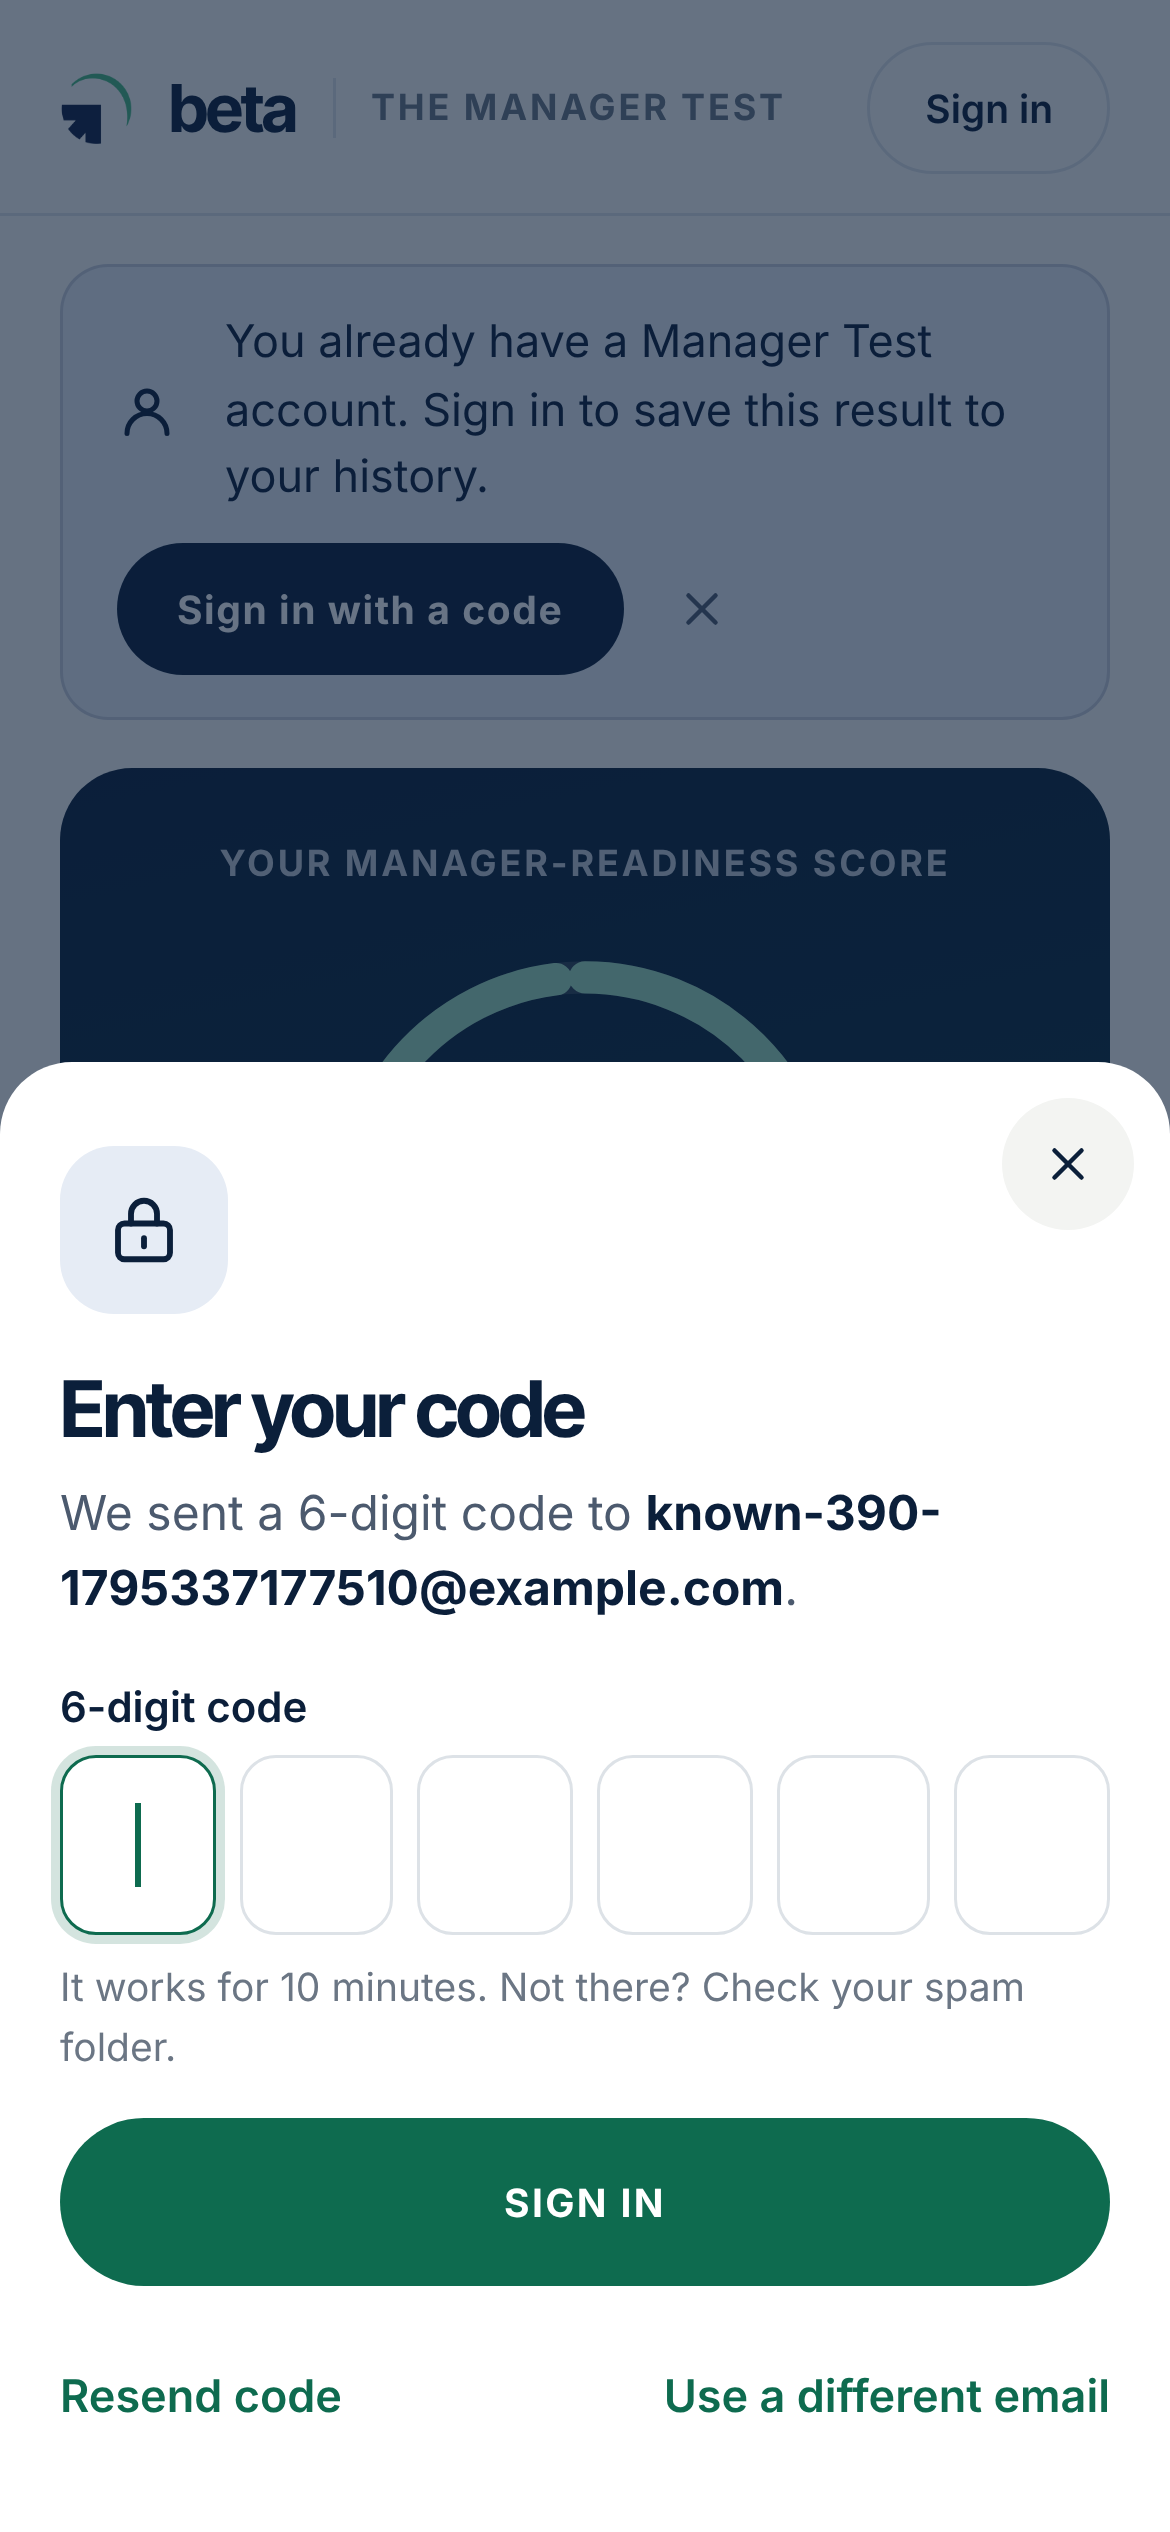 beta
THE MANAGER TEST
Sign in
You already have a Manager Test
account. Sign in to save this result to
your history.
Sign in with a code
YOUR MANAGER-READINESS SCORE
Enter your code
We sent a 6-digit code to known-390-
1795337177510@example.com.
6-digit code
It works for 10 minutes. Not there? Check your spam
folder.
SIGN IN
Resend code
Use a different email